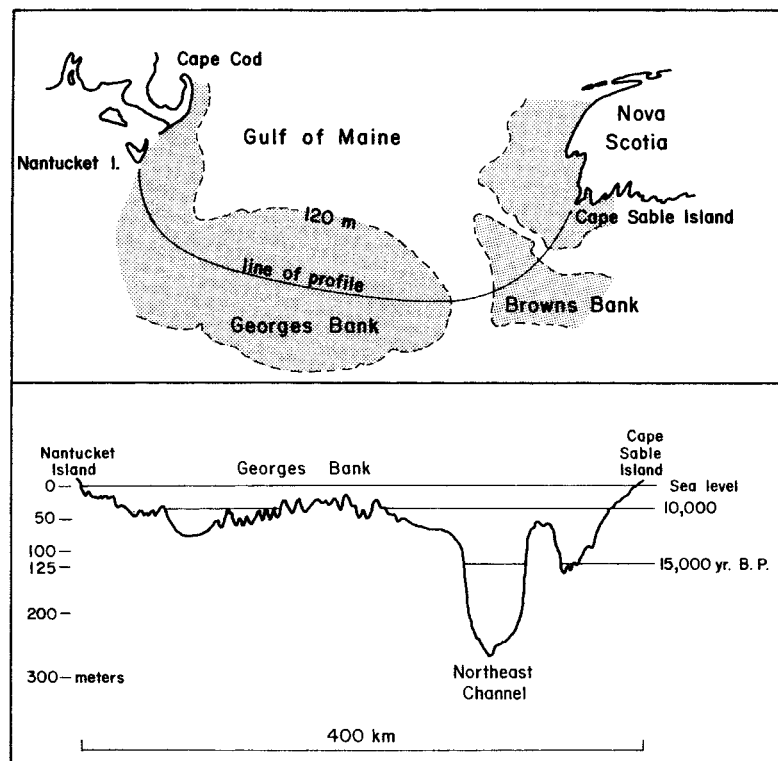 Cape Cod
Gulf of Maine
Nova
Scotia
Nantucket I.
Cape Sable Island
120 m
line of profile
Georges Bank
Browns Bank
Nantucket
Island
Georges Bank
Cape
Sable
Island
0
Sea level
10,000
50
100
125
15,000 yr. B. P.
200
300 — meters
Northeast
Channel
400 km